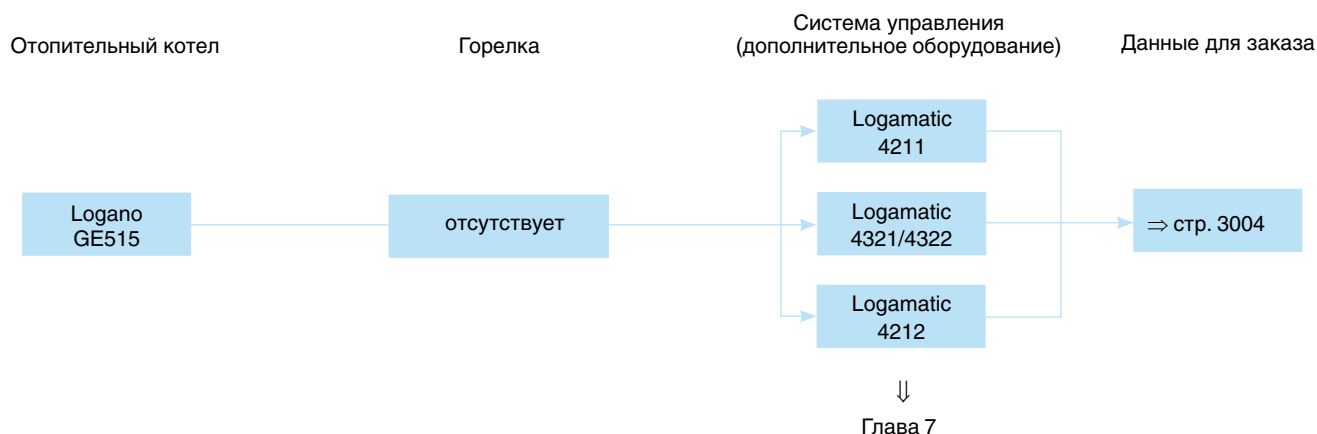 Отопительный котел
Горелка
Система управления
(дополнительное оборудование)
Данные для заказа
Logano
GE515
отсутствует
Logamatic
4211
Logamatic
4321/4322
Logamatic
4212
⇒ стр. 3004
⇓
Глава 7